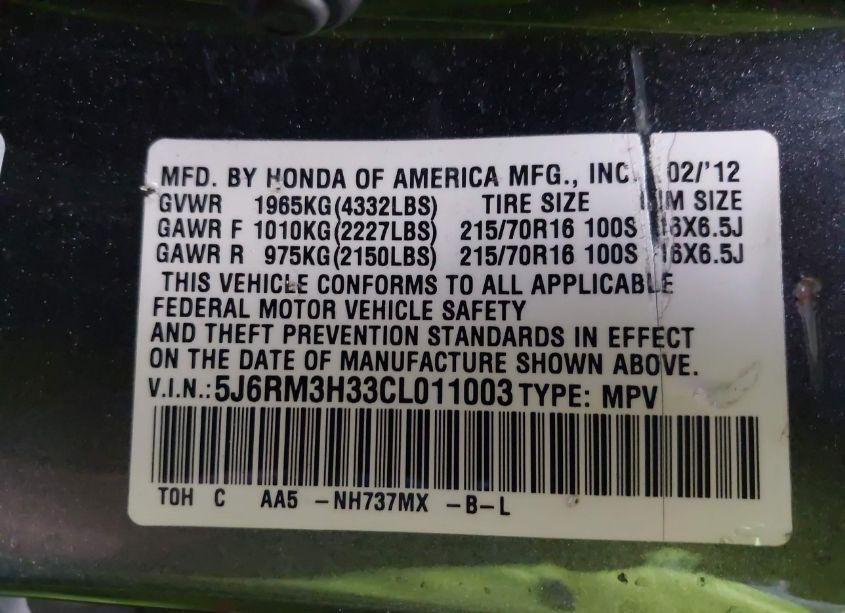 MFD. BY HONDA OF AMERICA MFG., INC. 02/'12
GVWR 1965KG(4332LBS) TIRE SIZE SIZE
GAWR F 1010KG(2227LBS) 215/70R16 100S 16X6.5J
GAWR R 975KG(2150LBS) 215/70R16 100S 16X6.5J
THIS VEHICLE CONFORMS TO ALL APPLICABLE
FEDERAL MOTOR VEHICLE SAFETY
AND THEFT PREVENTION STANDARDS IN EFFECT
ON THE DATE OF MANUFACTURE SHOWN ABOVE.
V.I.N.: 5J6RM3H33CL011003 TYPE: MPV
TOH C AA5 -NH737MX -B-L